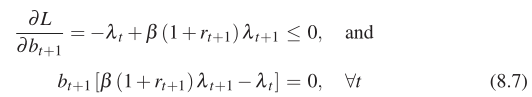 ∂L/∂b_{t+1} = −λ_t + β(1 + r_{t+1})λ_{t+1} ≤ 0, and
b_{t+1}[β(1 + r_{t+1})λ_{t+1} − λ_t] = 0, ∀t (8.7)